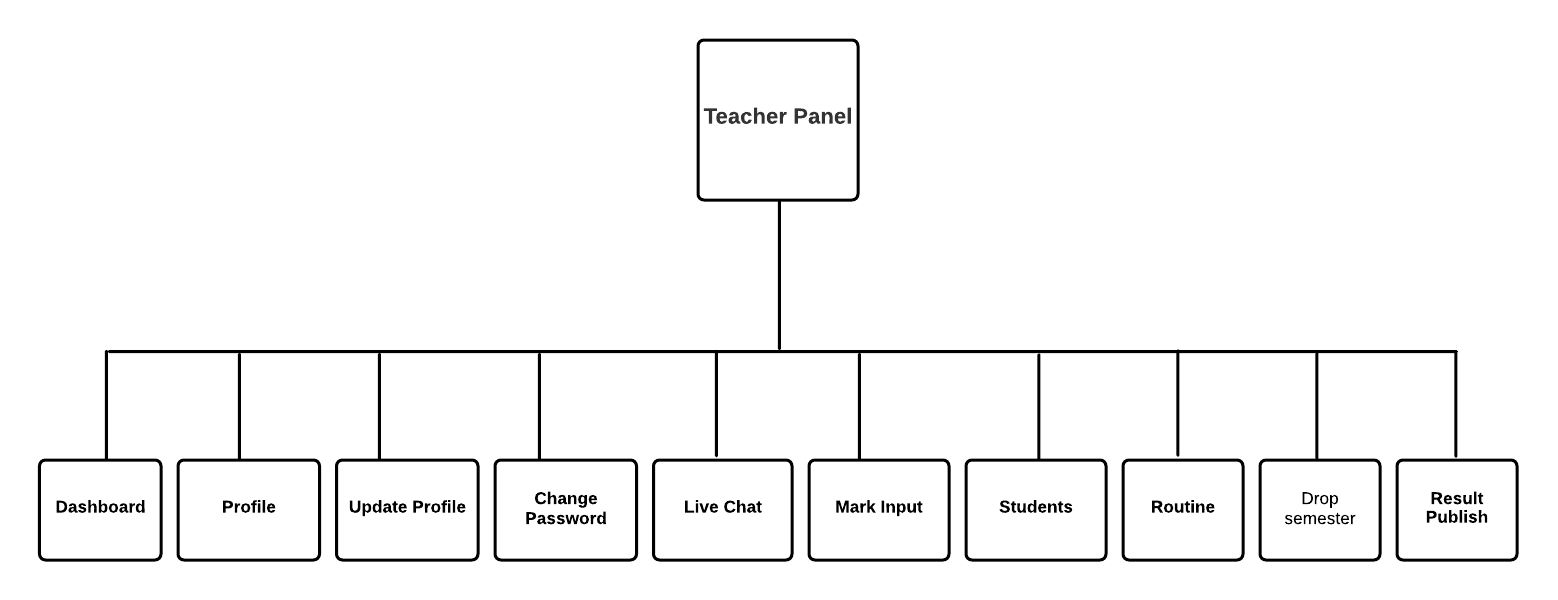 Teacher Panel
Dashboard
Profile
Update Profile
Change
Password
Live Chat
Mark Input
Students
Routine
Drop
semester
Result
Publish